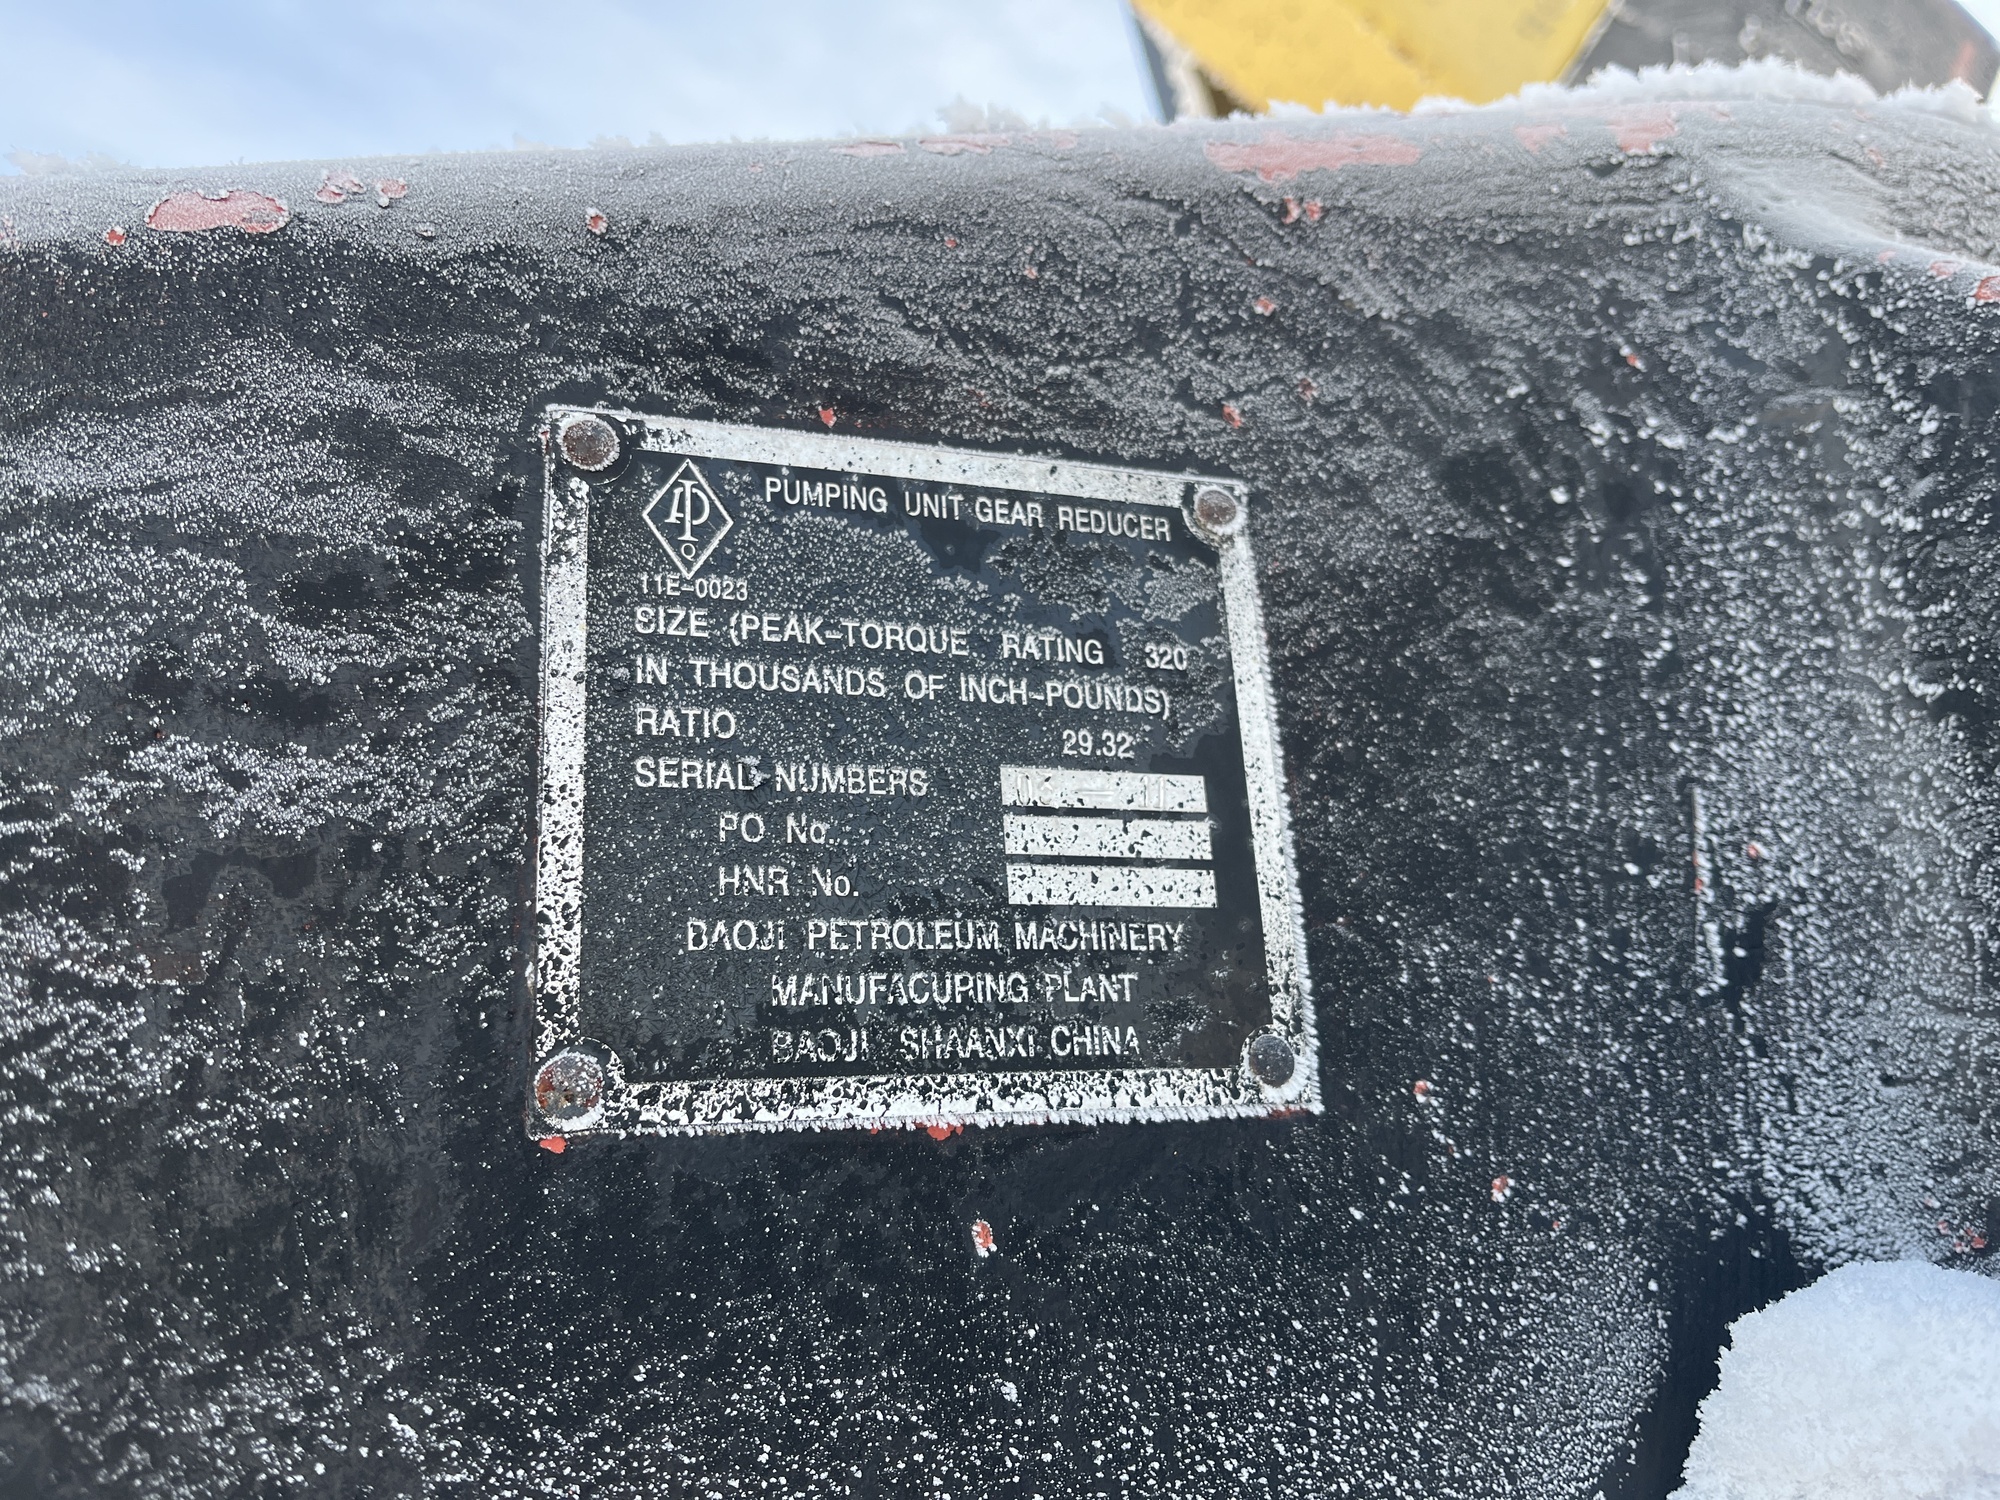 API
PUMPING UNIT GEAR REDUCER
11E-0023
SIZE (PEAK-TORQUE RATING 320
IN THOUSANDS OF INCH-POUNDS)
RATIO 29.32
SERIAL NUMBERS
PO No.
HNR No.
BAOJI PETROLEUM MACHINERY
MANUFACURING PLANT
BAOJI SHAANXI CHINA